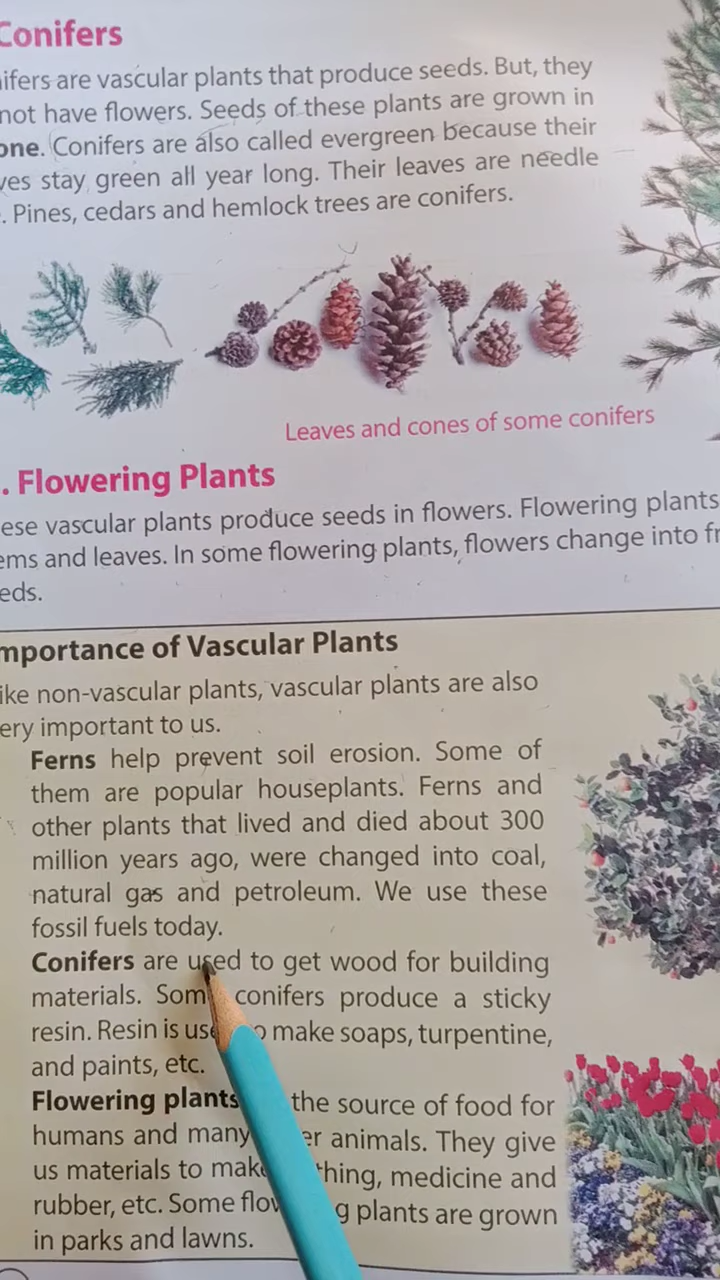 Conifers
ifers are vascular plants that produce seeds. But, they
not have flowers. Seeds of these plants are grown in
one. Conifers are also called evergreen because their
ves stay green all year long. Their leaves are needle
. Pines, cedars and hemlock trees are conifers.
Leaves and cones of some conifers
. Flowering Plants
ese vascular plants produce seeds in flowers. Flowering plants
ems and leaves. In some flowering plants, flowers change into fr
eds.
mportance of Vascular Plants
ike non-vascular plants, vascular plants are also
ery important to us.
Ferns help prevent soil erosion. Some of
them are popular houseplants. Ferns and
other plants that lived and died about 300
million years ago, were changed into coal,
natural gas and petroleum. We use these
fossil fuels today.
Conifers are used to get wood for building
materials. Som conifers produce a sticky
resin. Resin is use o make soaps, turpentine,
and paints, etc.
Flowering plants the source of food for
humans and many er animals. They give
us materials to make thing, medicine and
rubber, etc. Some flow g plants are grown
in parks and lawns.